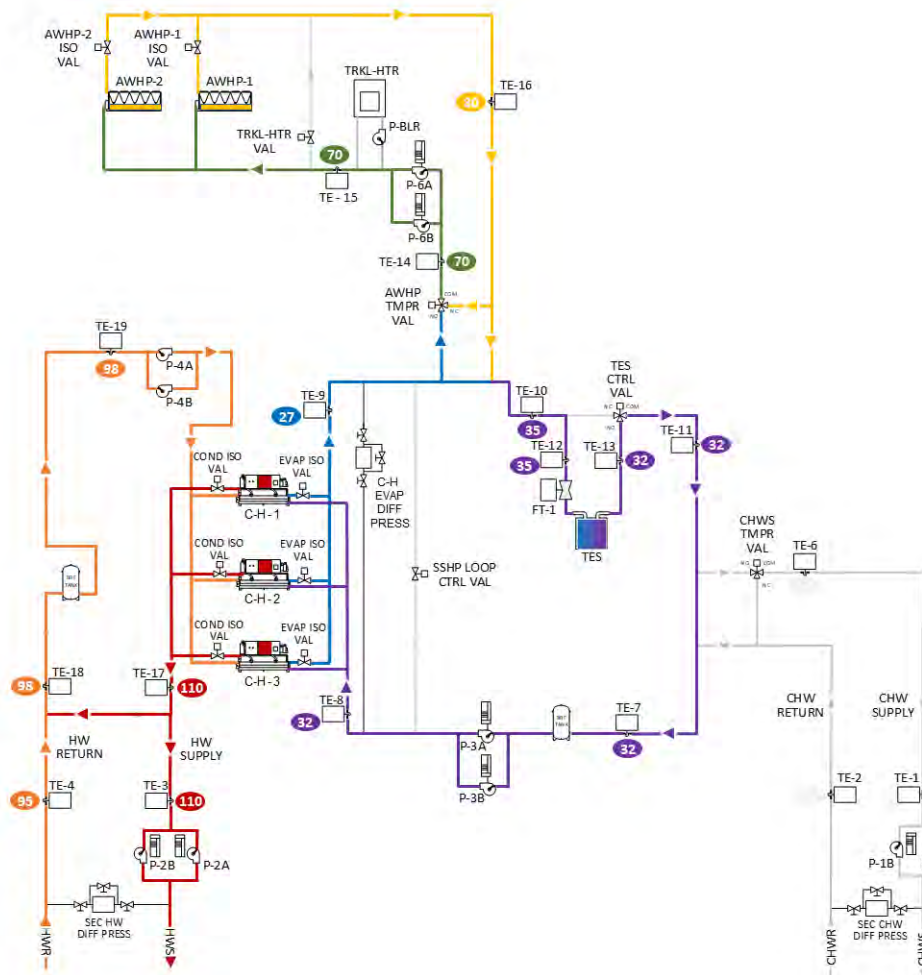 AWHP-2
ISO
VAL
AWHP-1
ISO
VAL
AWHP-2
AWHP-1
TRKL-HTR
P-BLR
TRKL-HTR
VAL
80
TE-16
70
TE - 15
P-6A
P-6B
TE-14
70
AWHP
TMPR
VAL
COM
NO
N.C
TE-19
98
P-4A
P-4B
TE-9
27
TE-10
35
TES
CTRL
VAL
N.C
COM
NO
TE-11
32
TE-12
35
TE-13
32
FT-1
TES
COND ISO
VAL
EVAP ISO
VAL
C-H-1
C-H
EVAP
DIFF
PRESS
COND ISO
VAL
EVAP ISO
VAL
C-H-2
SSHP LOOP
CTRL VAL
CHWS
TMPR
VAL
N.O
COM
N.C
TE-6
COND ISO
VAL
EVAP ISO
VAL
C-H-3
TE-18
98
TE-17
110
TE-8
32
P-3A
P-3B
TE-7
32
HW
RETURN
HW
SUPPLY
CHW
RETURN
CHW
SUPPLY
TE-4
95
TE-3
110
TE-2
TE-1
P-2B
P-2A
P-1B
SEC HW
DIFF PRESS
SEC CHW
DIFF PRESS
HWR
HWS
CHWR
CHWS